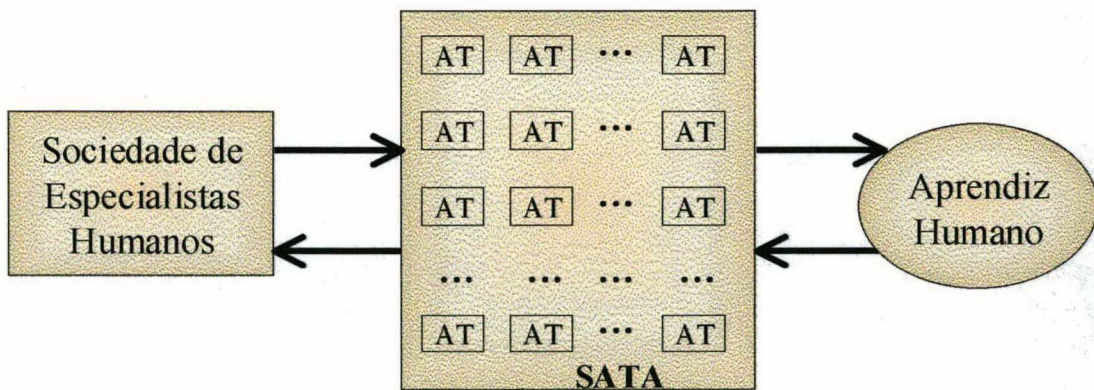 AT AT ... AT
AT AT ... AT
AT AT ... AT
... ... ... ...
AT AT ... AT
SATA
Sociedade de
Especialistas
Humanos
Aprendiz
Humano